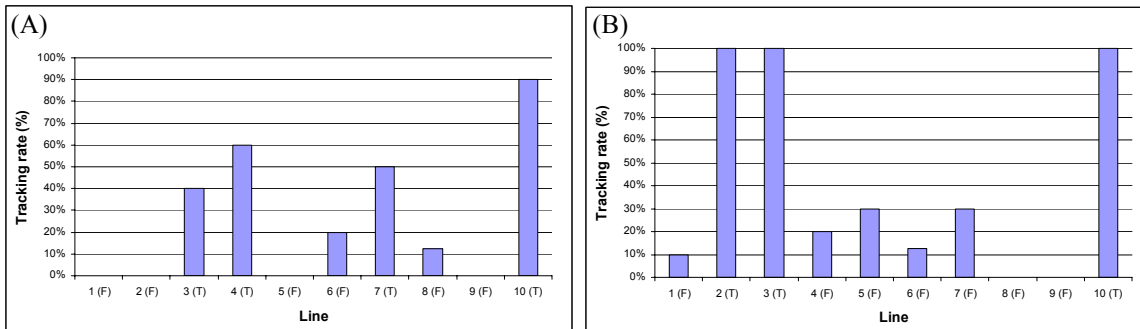 (A)
100%
90%
80%
70%
60%
50%
40%
30%
20%
10%
0%
Tracking rate (%)
1 (F) 2 (F) 3 (T) 4 (T) 5 (F) 6 (F) 7 (T) 8 (F) 9 (F) 10 (T)
Line
(B)
100%
90%
80%
70%
60%
50%
40%
30%
20%
10%
0%
Tracking rate (%)
1 (F) 2 (T) 3 (T) 4 (F) 5 (F) 6 (F) 7 (F) 8 (F) 9 (F) 10 (T)
Line